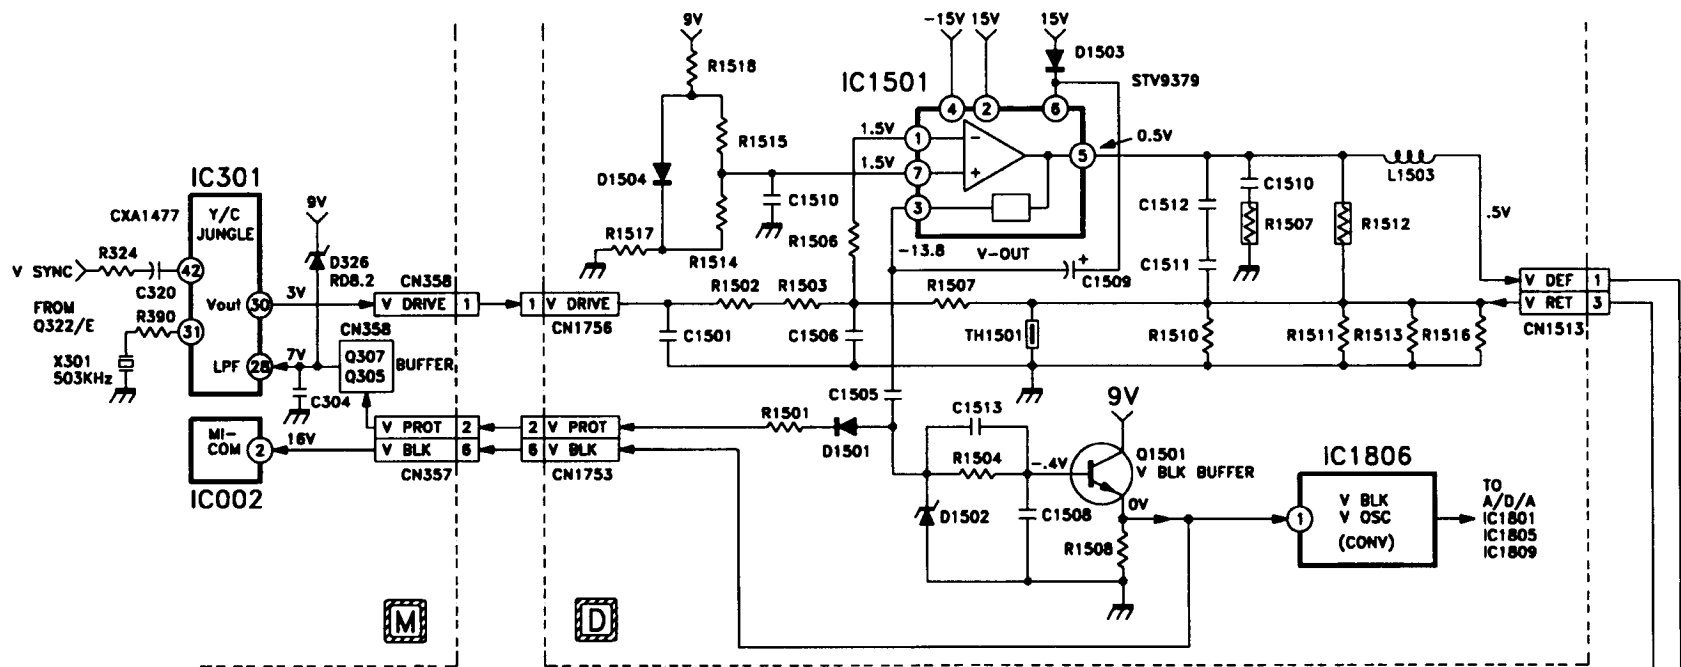 9V
-15V 15V 15V
R1518
D1503
IC1501
STV9379
4 2 6
R1515
1.5V
1
-
0.5V
5
1.5V
7
+
D1504
C1510
3
L1503
C1510
C1512
R1507
R1512
.5V
R1517
R1514
R1506
-13.8
V-OUT
+
C1509
C1511
IC301
CXA1477
Y/C
JUNGLE
9V
R324
V SYNC
42
C320
D326
RD8.2
FROM
Q322/E
Vout
30
3V
CN358
V DRIVE 1
1 V DRIVE
CN1756
R1502
R1503
R1507
V DEF 1
V RET 3
CN1513
R390
31
CN358
C1501
C1506
TH1501
R1510
R1511
R1513
R1516
X301
503KHz
LPF
28
7V
Q307
Q305
BUFFER
C304
C1505
9V
MI-
COM
2
16V
IC002
V PROT 2
V BLK 6
CN357
2 V PROT
6 V BLK
CN1753
R1501
D1501
C1513
R1504
-.4V
Q1501
V BLK BUFFER
0V
D1502
C1508
R1508
IC1806
1
V BLK
V OSC
(CONV)
TO
A/D/A
IC1801
IC1805
IC1809
M
D